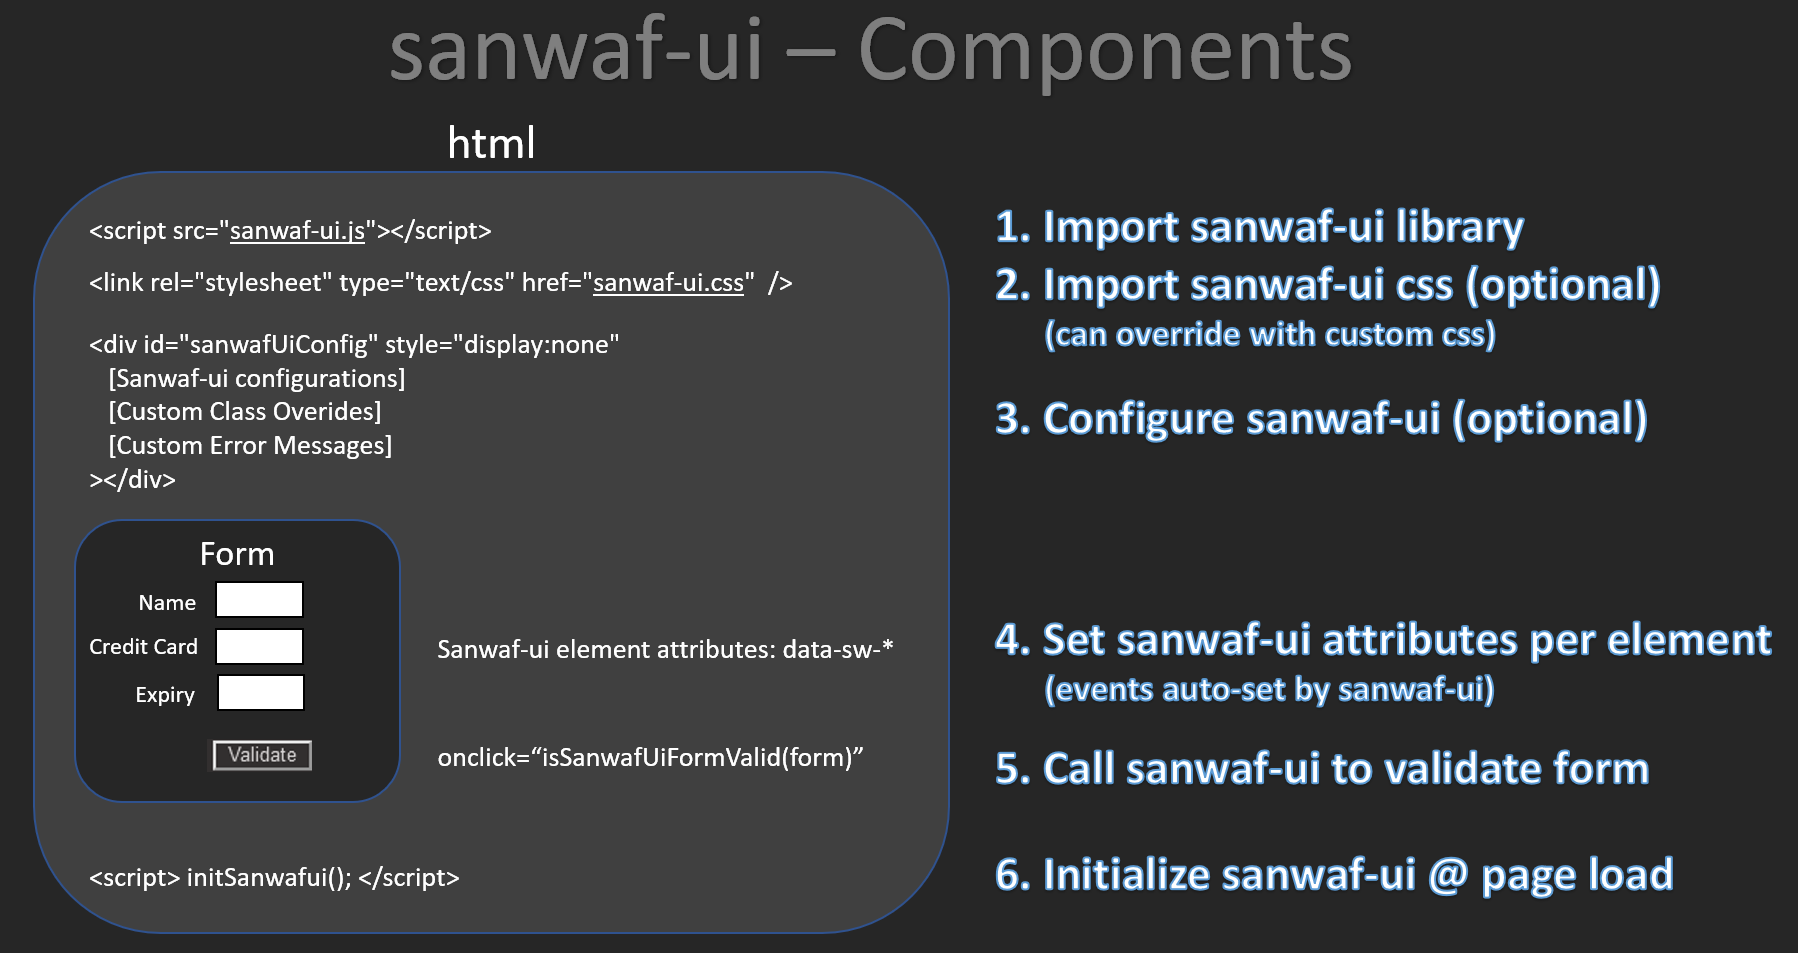 sanwaf-ui – Components
html
<script src="sanwaf-ui.js"></script>
<link rel="stylesheet" type="text/css" href="sanwaf-ui.css"  />
<div id="sanwafUiConfig" style="display:none"
[Sanwaf-ui configurations]
[Custom Class Overides]
[Custom Error Messages]
></div>
Form
Name
Credit Card
Expiry
Validate
Sanwaf-ui element attributes: data-sw-*
onclick=“isSanwafUiFormValid(form)”
<script> initSanwafui(); </script>
1. Import sanwaf-ui library
2. Import sanwaf-ui css (optional)
(can override with custom css)
3. Configure sanwaf-ui (optional)
4. Set sanwaf-ui attributes per element
(events auto-set by sanwaf-ui)
5. Call sanwaf-ui to validate form
6. Initialize sanwaf-ui @ page load